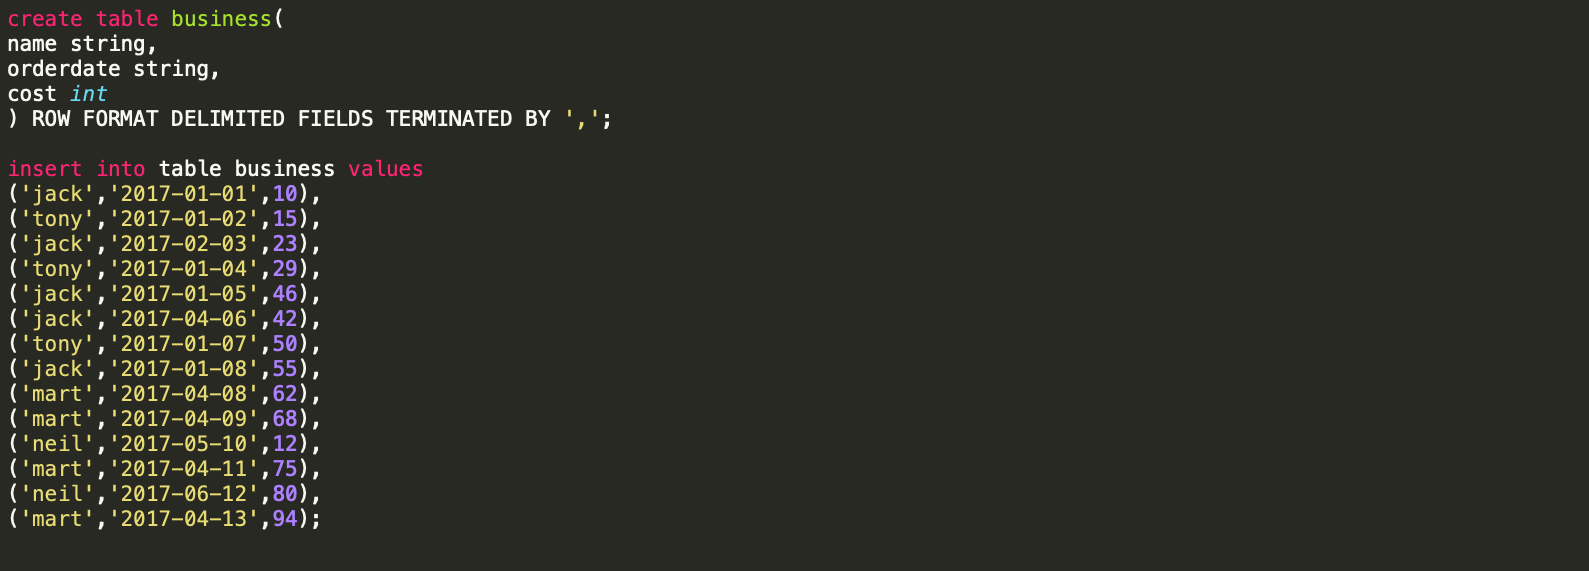 create table business(
name string,
orderdate string,
cost int
) ROW FORMAT DELIMITED FIELDS TERMINATED BY ',';
insert into table business values
('jack','2017-01-01',10),
('tony','2017-01-02',15),
('jack','2017-02-03',23),
('tony','2017-01-04',29),
('jack','2017-01-05',46),
('jack','2017-04-06',42),
('tony','2017-01-07',50),
('jack','2017-01-08',55),
('mart','2017-04-08',62),
('mart','2017-04-09',68),
('neil','2017-05-10',12),
('mart','2017-04-11',75),
('neil','2017-06-12',80),
('mart','2017-04-13',94);